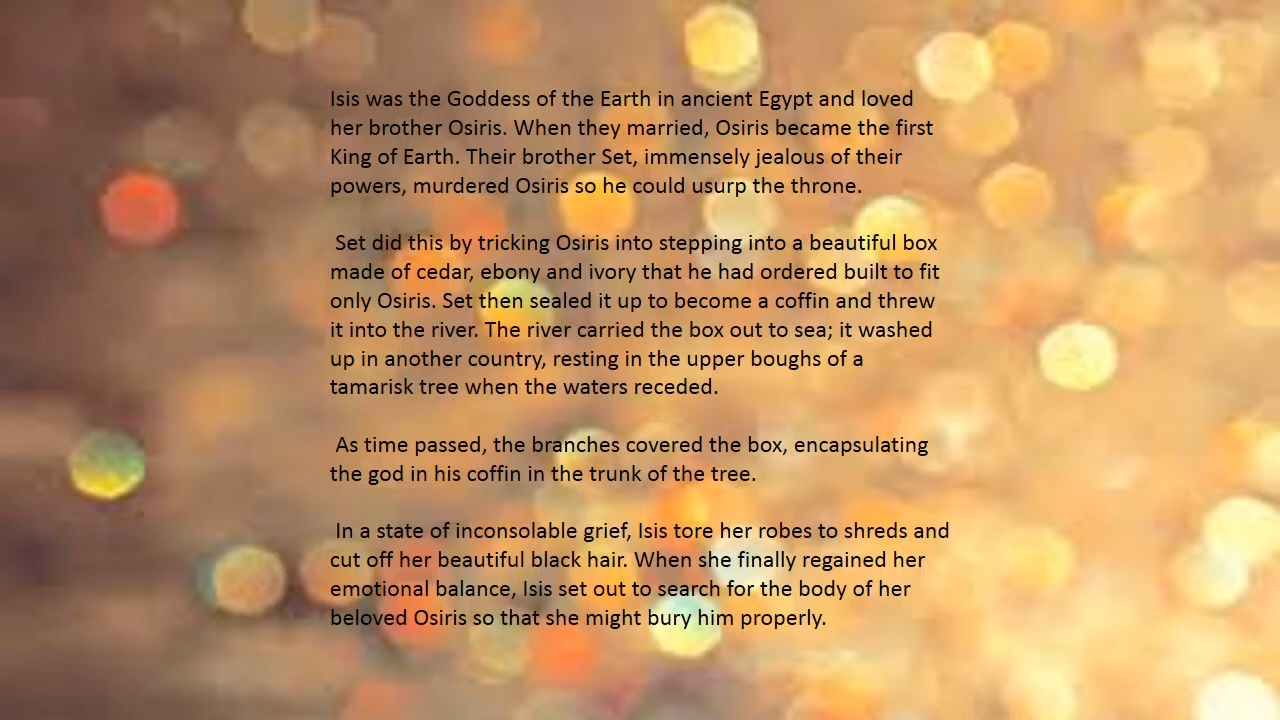 Isis was the Goddess of the Earth in ancient Egypt and loved
her brother Osiris. When they married, Osiris became the first
King of Earth. Their brother Set, immensely jealous of their
powers, murdered Osiris so he could usurp the throne.
Set did this by tricking Osiris into stepping into a beautiful box
made of cedar, ebony and ivory that he had ordered built to fit
only Osiris. Set then sealed it up to become a coffin and threw
it into the river. The river carried the box out to sea; it washed
up in another country, resting in the upper boughs of a
tamarisk tree when the waters receded.
As time passed, the branches covered the box, encapsulating
the god in his coffin in the trunk of the tree.
In a state of inconsolable grief, Isis tore her robes to shreds and
cut off her beautiful black hair. When she finally regained her
emotional balance, Isis set out to search for the body of her
beloved Osiris so that she might bury him properly.